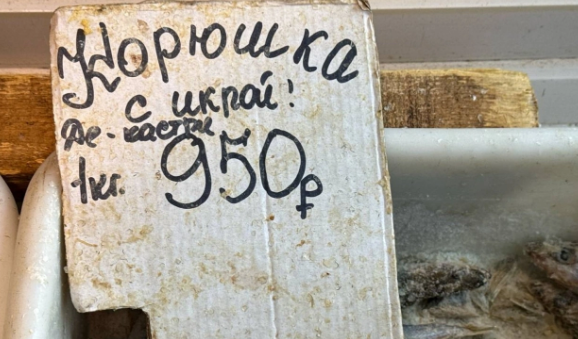 Корюшка
с икрой!
Де-кастри
1кг. 950₽